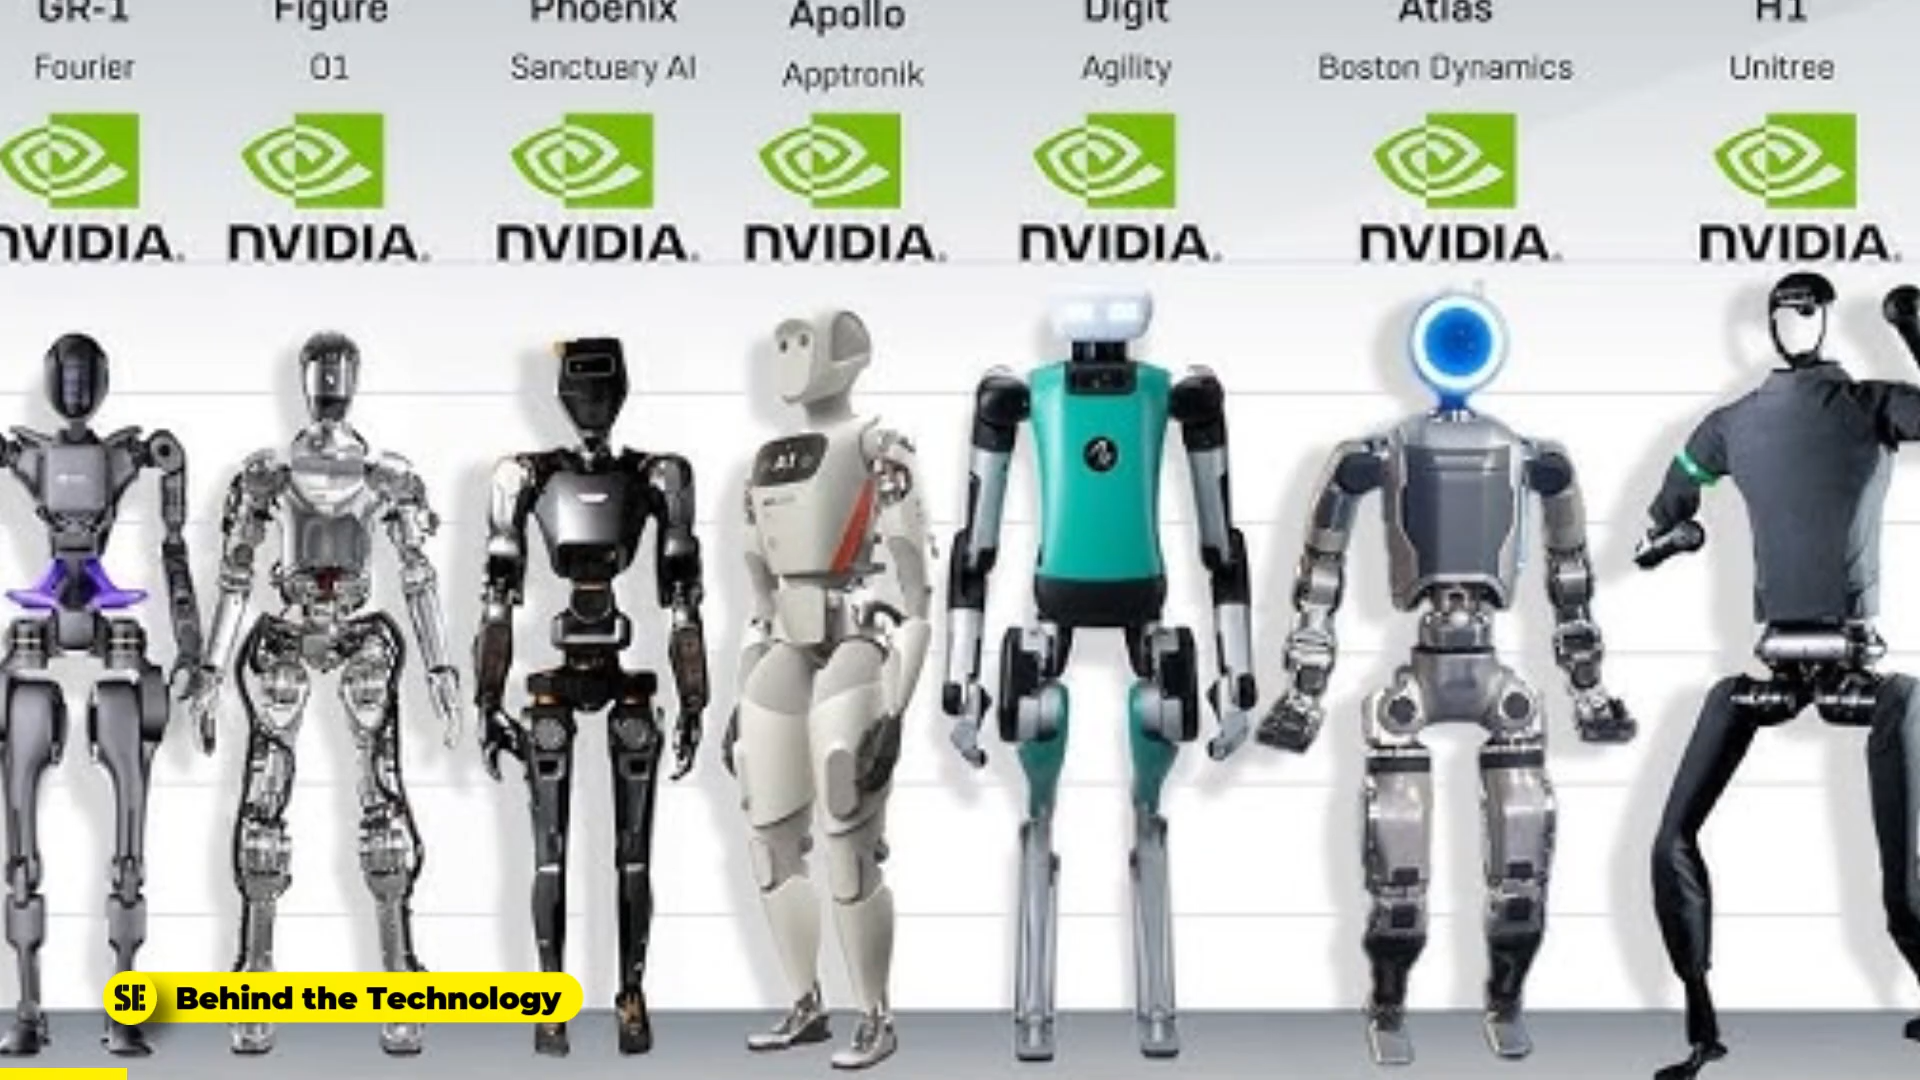 GR-1 Figure Phoenix Apollo Digit Atlas H1
Fourier 01 Sanctuary AI Apptronik Agility Boston Dynamics Unitree
NVIDIA. NVIDIA. NVIDIA. NVIDIA. NVIDIA. NVIDIA. NVIDIA.
AI
SE Behind the Technology